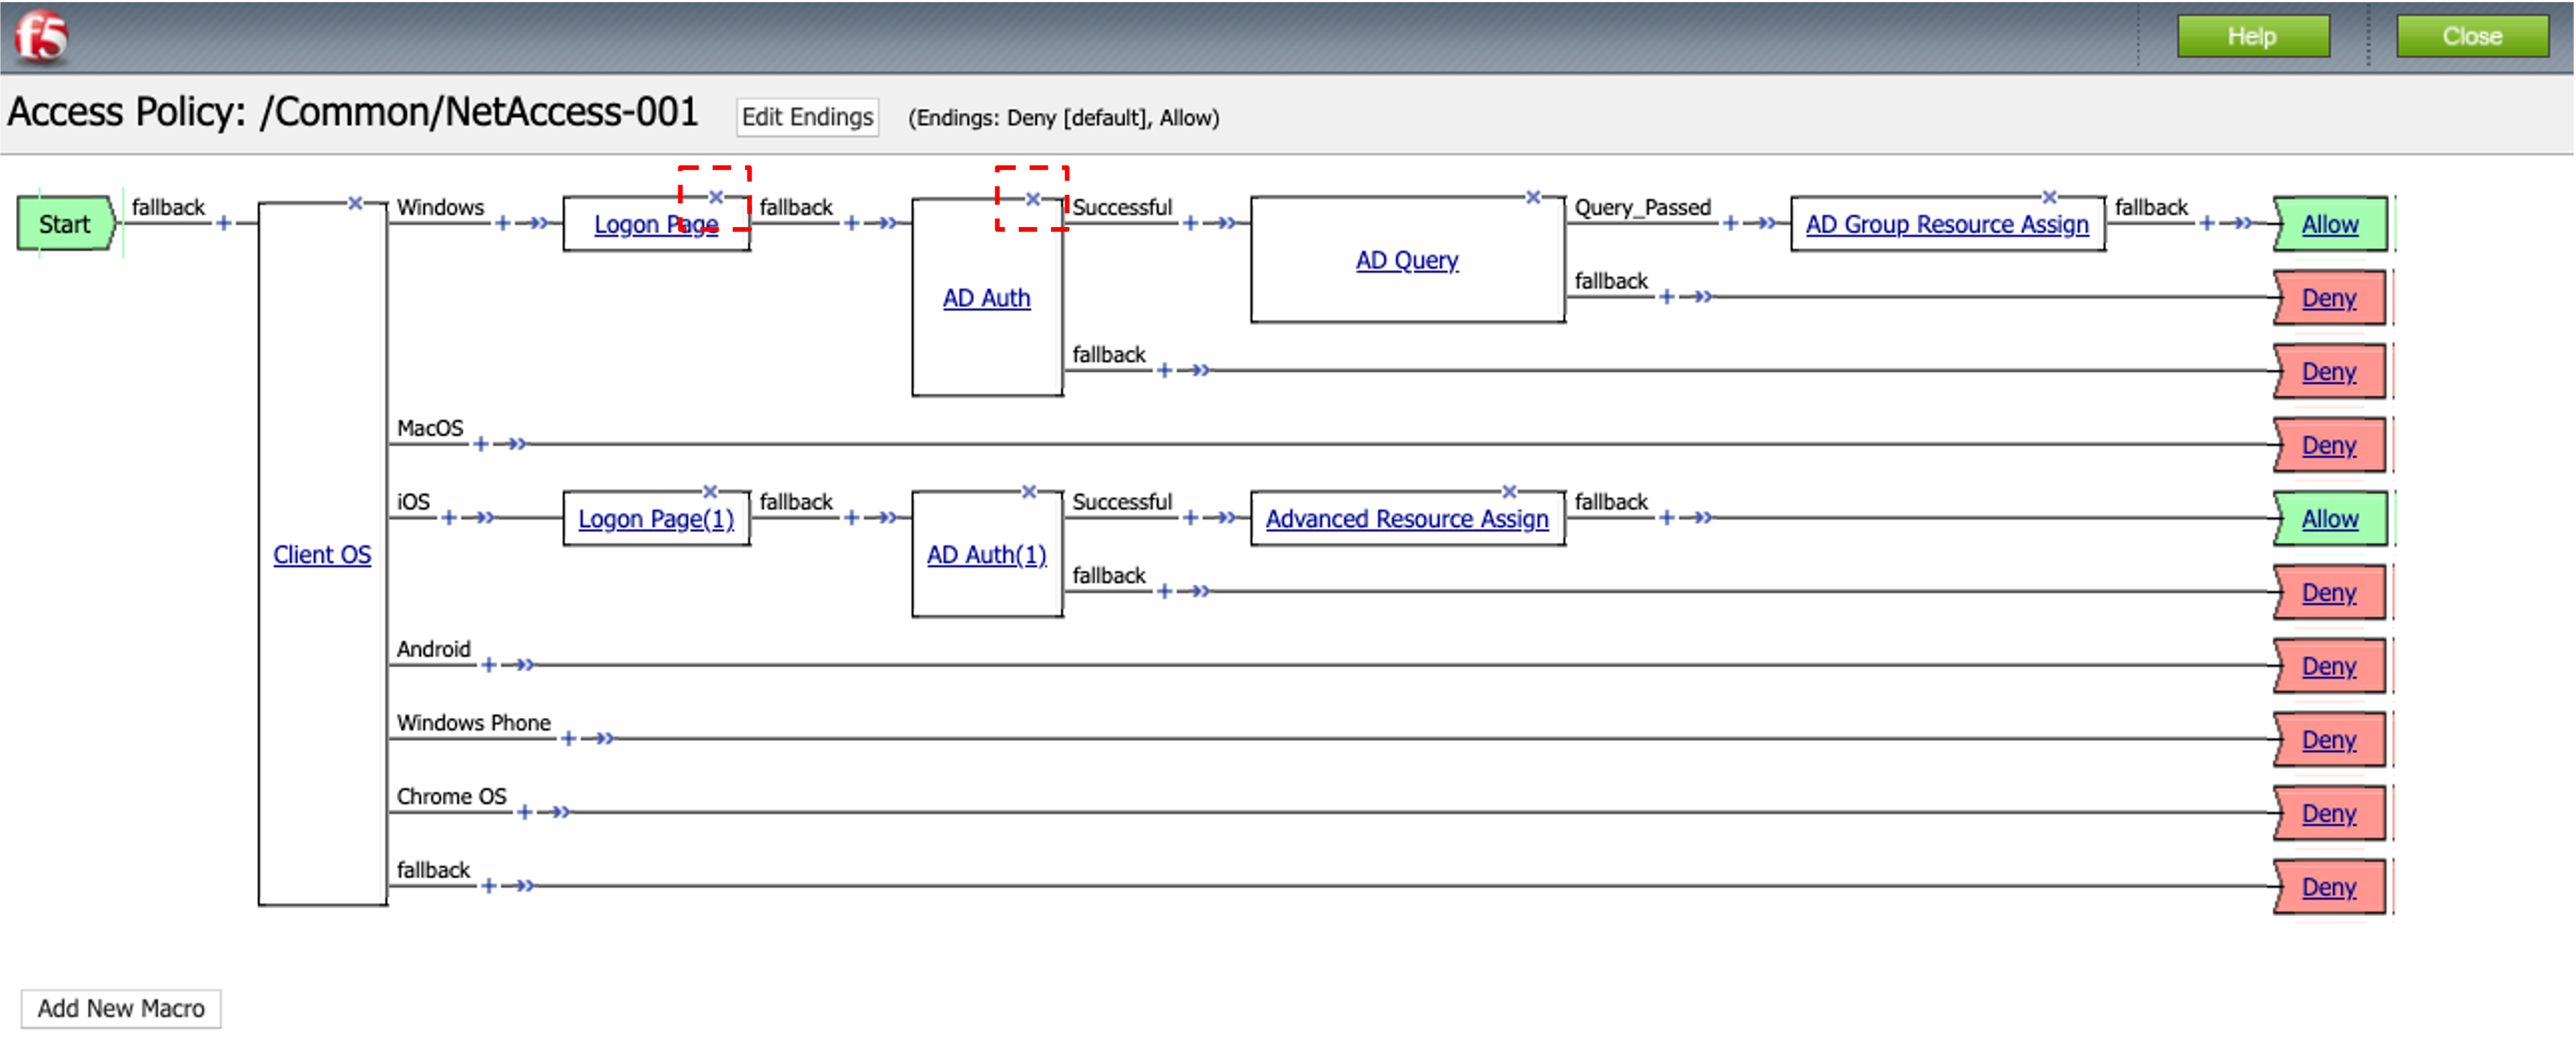 f5
Help
Close
Access Policy: /Common/NetAccess-001
Edit Endings
(Endings: Deny [default], Allow)
Start
fallback
Client OS
Windows
Logon Page
fallback
AD Auth
Successful
AD Query
Query_Passed
AD Group Resource Assign
fallback
Allow
fallback
Deny
fallback
Deny
MacOS
Deny
iOS
Logon Page(1)
fallback
AD Auth(1)
Successful
Advanced Resource Assign
fallback
Allow
fallback
Deny
Android
Deny
Windows Phone
Deny
Chrome OS
Deny
fallback
Deny
Add New Macro